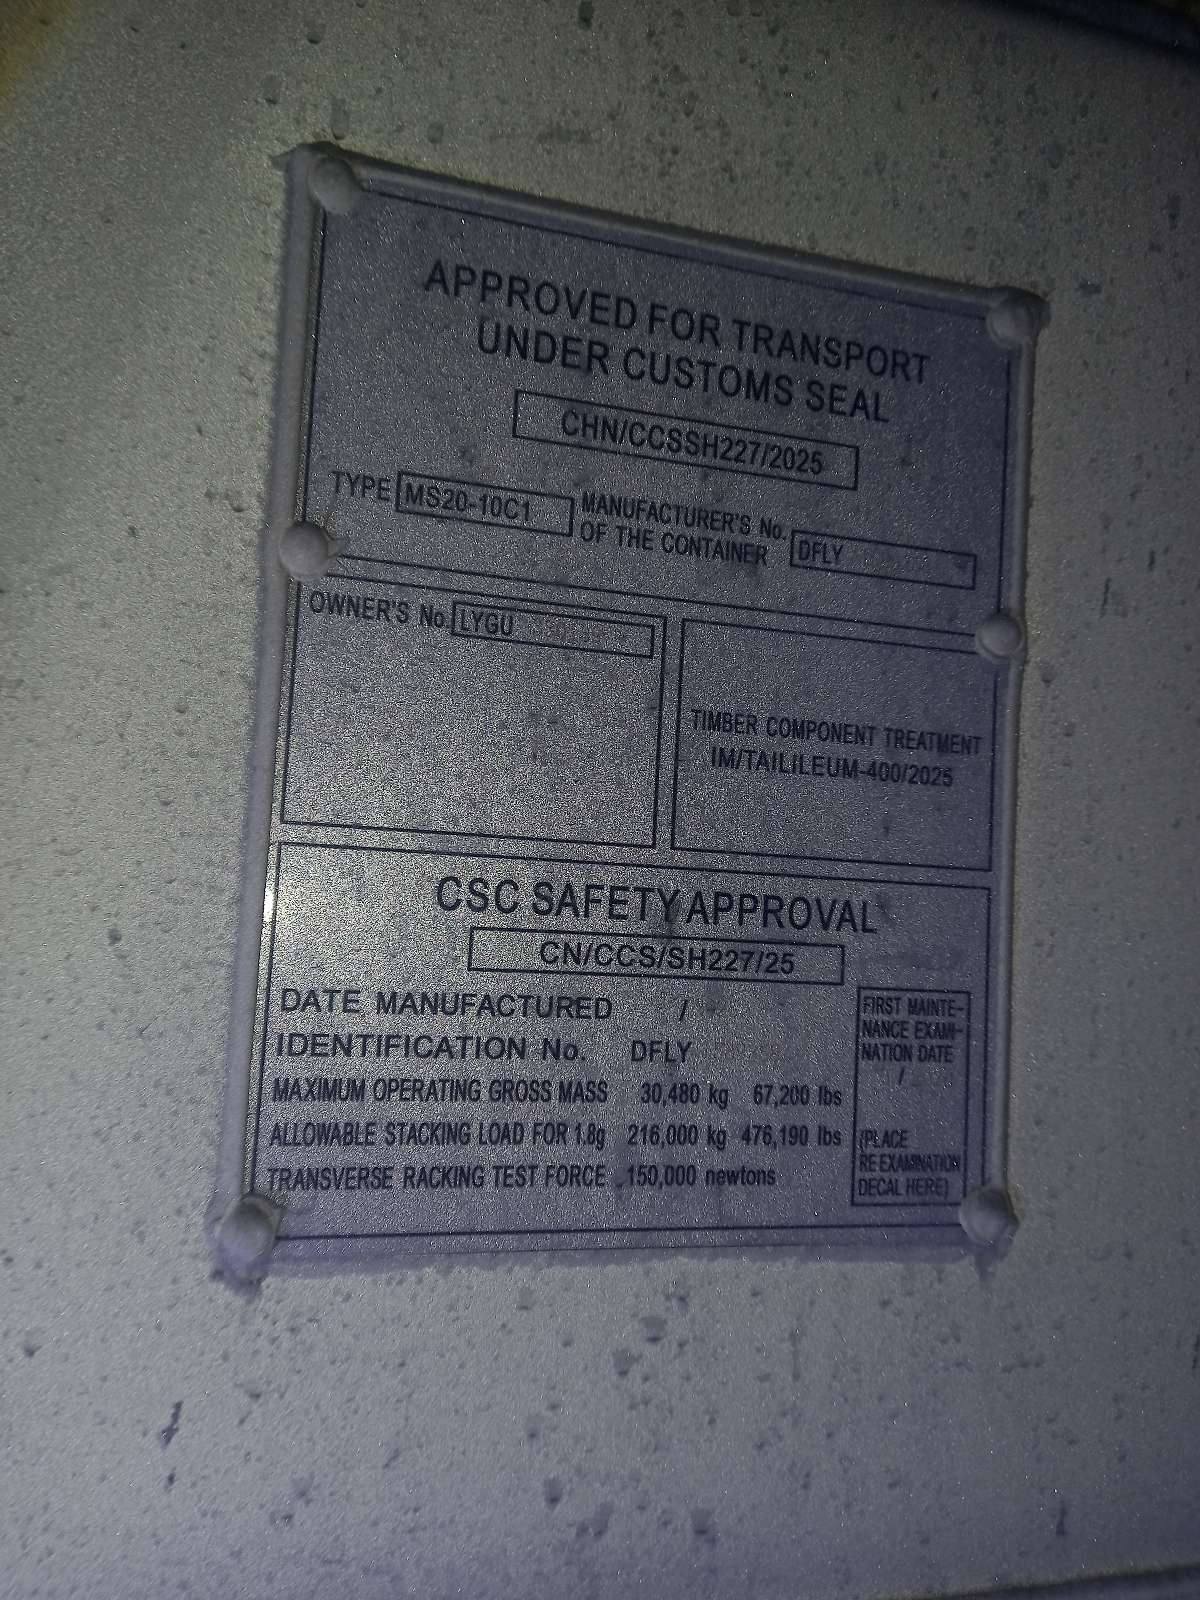 APPROVED FOR TRANSPORT
UNDER CUSTOMS SEAL
CHN/CCSSH227/2025
TYPE MS20-10C1 MANUFACTURER'S No.
OF THE CONTAINER DFLY
OWNER'S No. LYGU
TIMBER COMPONENT TREATMENT
IM/TAILILEUM-400/2025
CSC SAFETY APPROVAL
CN/CCS/SH227/25
DATE MANUFACTURED /
IDENTIFICATION No. DFLY
MAXIMUM OPERATING GROSS MASS 30,480 kg 67,200 lbs
ALLOWABLE STACKING LOAD FOR 1.8g 216,000 kg 476,190 lbs
TRANSVERSE RACKING TEST FORCE 150,000 newtons
FIRST MAINTE-
NANCE EXAMI-
NATION DATE
/
(PLACE
RE EXAMINATION
DECAL HERE)